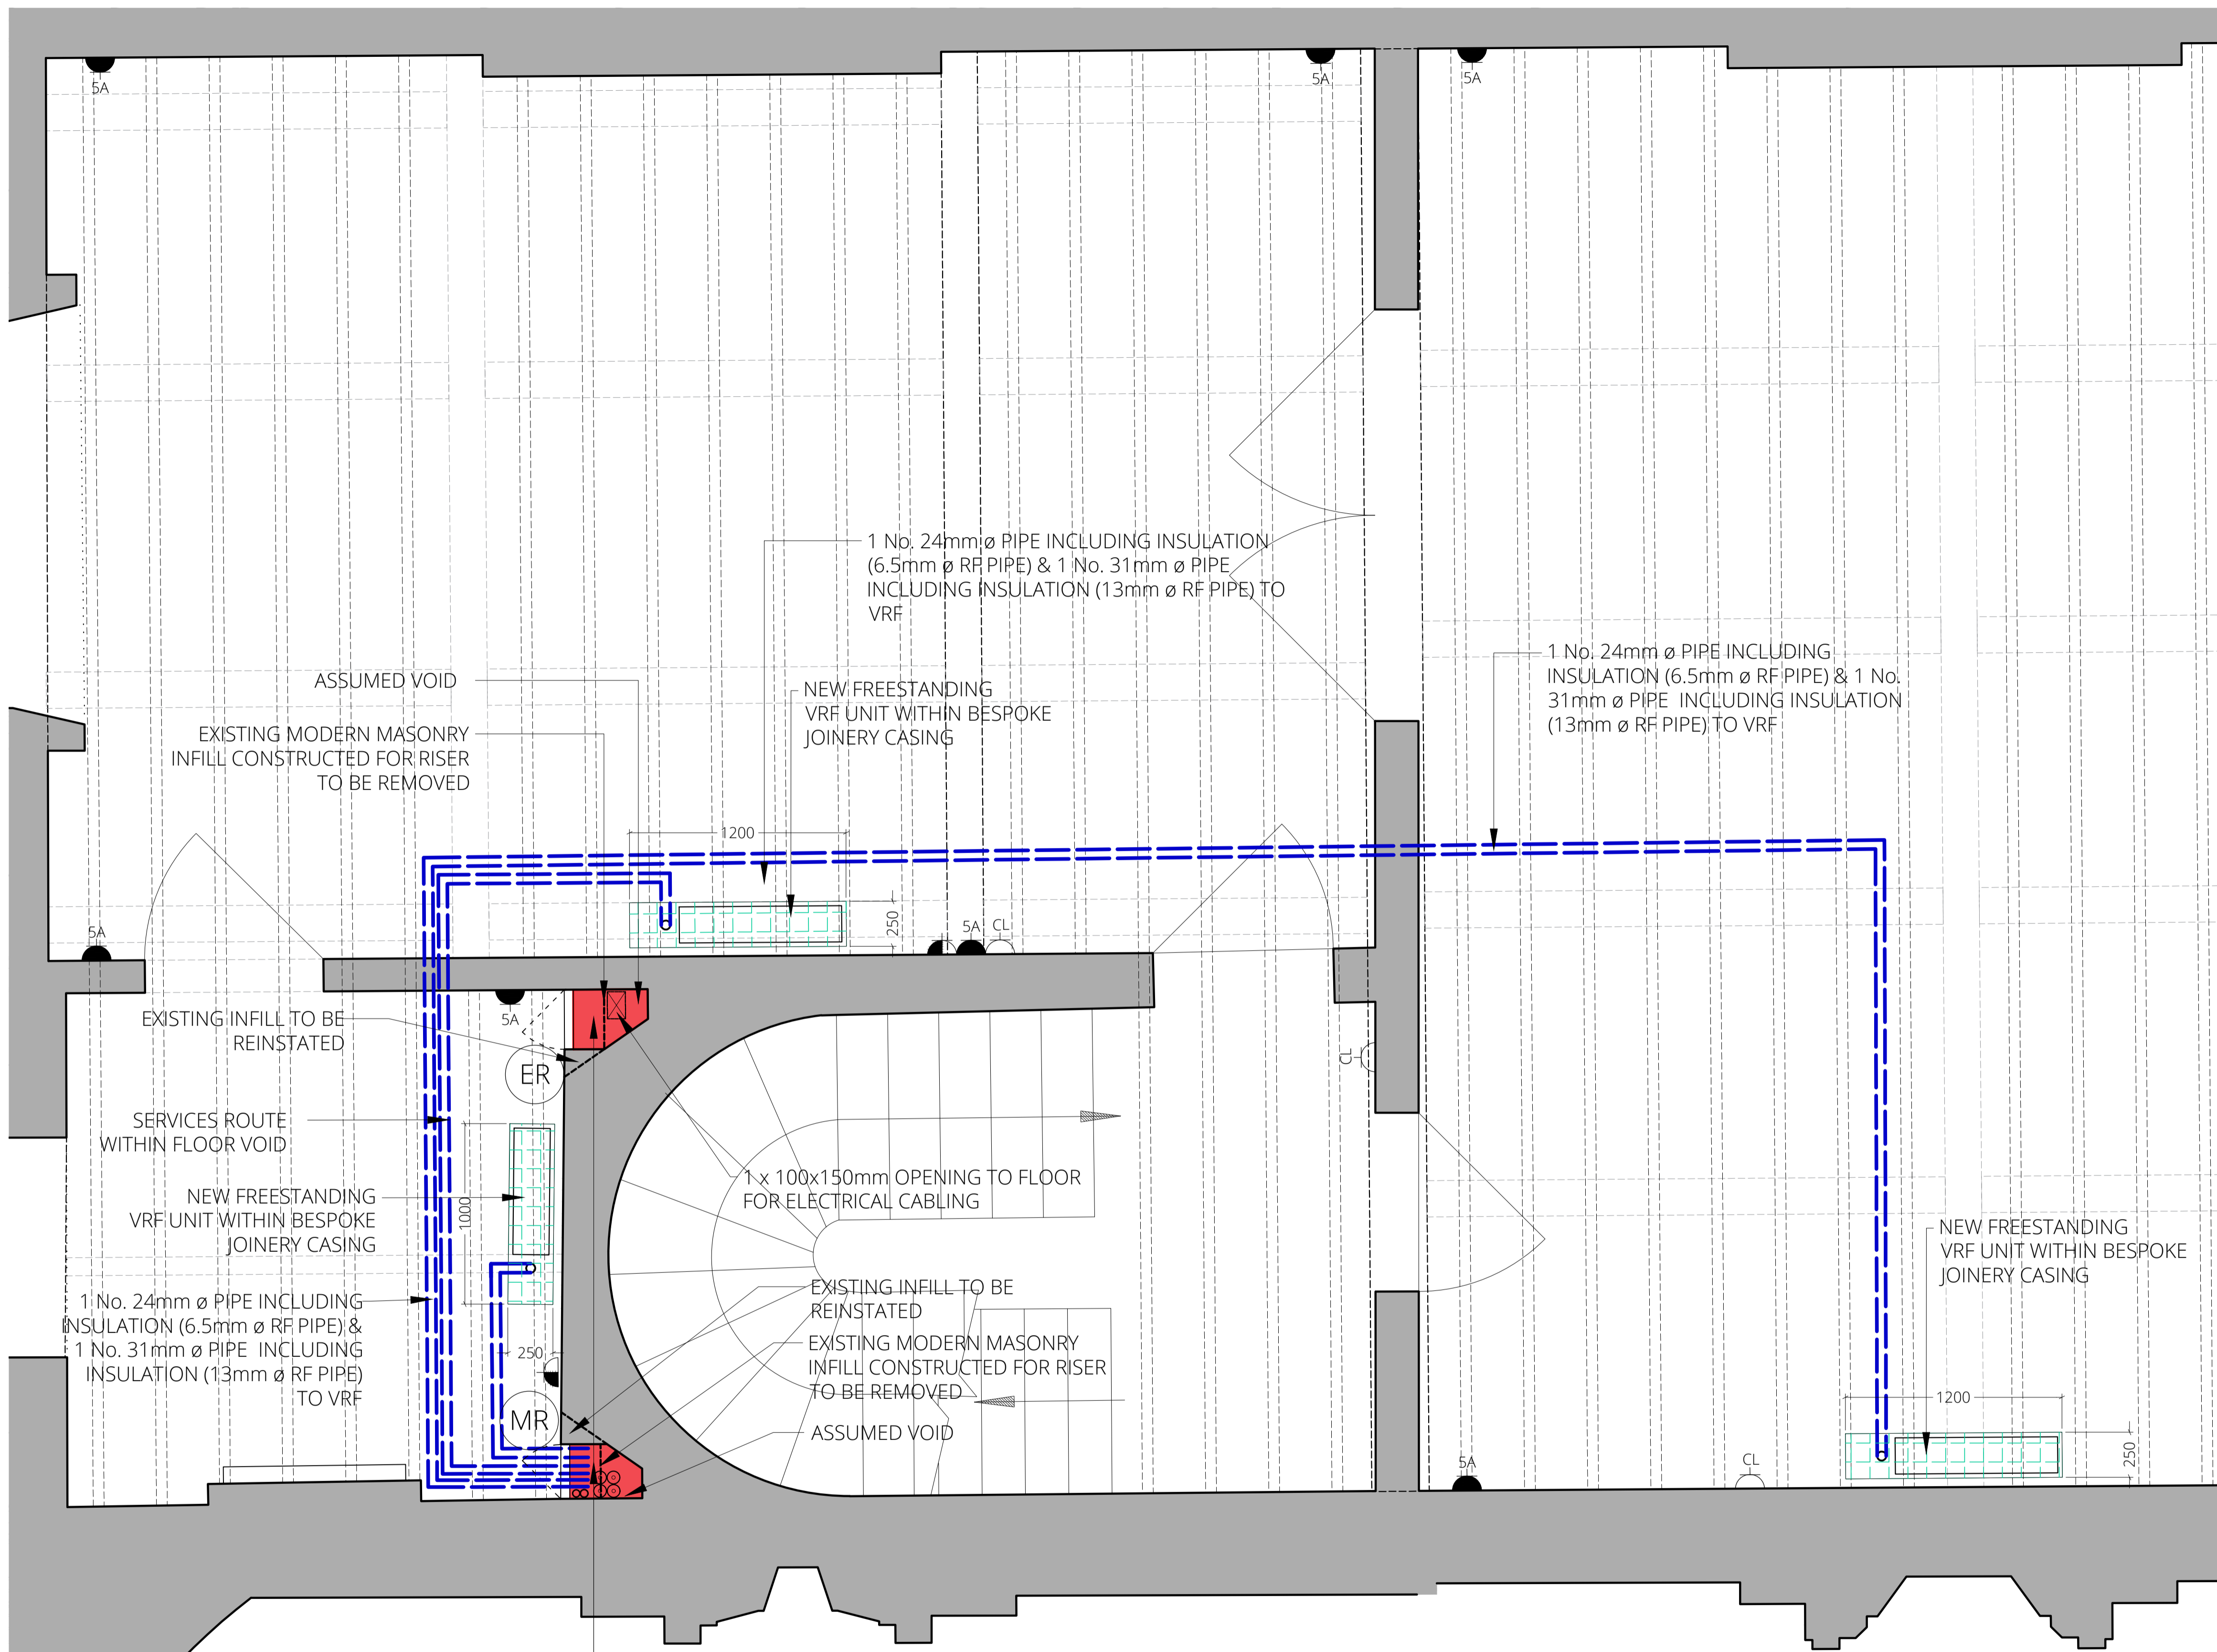 5A
5A
5A
1 No. 24mm ø PIPE INCLUDING INSULATION
(6.5mm ø RF PIPE) & 1 No. 31mm ø PIPE
INCLUDING INSULATION (13mm ø RF PIPE) TO
VRF
1 No. 24mm ø PIPE INCLUDING
INSULATION (6.5mm ø RF PIPE) & 1 No.
31mm ø PIPE INCLUDING INSULATION
(13mm ø RF PIPE) TO VRF
ASSUMED VOID
NEW FREESTANDING
VRF UNIT WITHIN BESPOKE
JOINERY CASING
EXISTING MODERN MASONRY
INFILL CONSTRUCTED FOR RISER
TO BE REMOVED
1200
250
5A
5A
CL
5A
EXISTING INFILL TO BE
REINSTATED
ER
CL
SERVICES ROUTE
WITHIN FLOOR VOID
1 x 100x150mm OPENING TO FLOOR
FOR ELECTRICAL CABLING
NEW FREESTANDING
VRF UNIT WITHIN BESPOKE
JOINERY CASING
1000
NEW FREESTANDING
VRF UNIT WITHIN BESPOKE
JOINERY CASING
EXISTING INFILL TO BE
REINSTATED
1 No. 24mm ø PIPE INCLUDING
INSULATION (6.5mm ø RF PIPE) &
1 No. 31mm ø PIPE INCLUDING
INSULATION (13mm ø RF PIPE)
TO VRF
250
EXISTING MODERN MASONRY
INFILL CONSTRUCTED FOR RISER
TO BE REMOVED
1200
MR
ASSUMED VOID
250
5A
CL